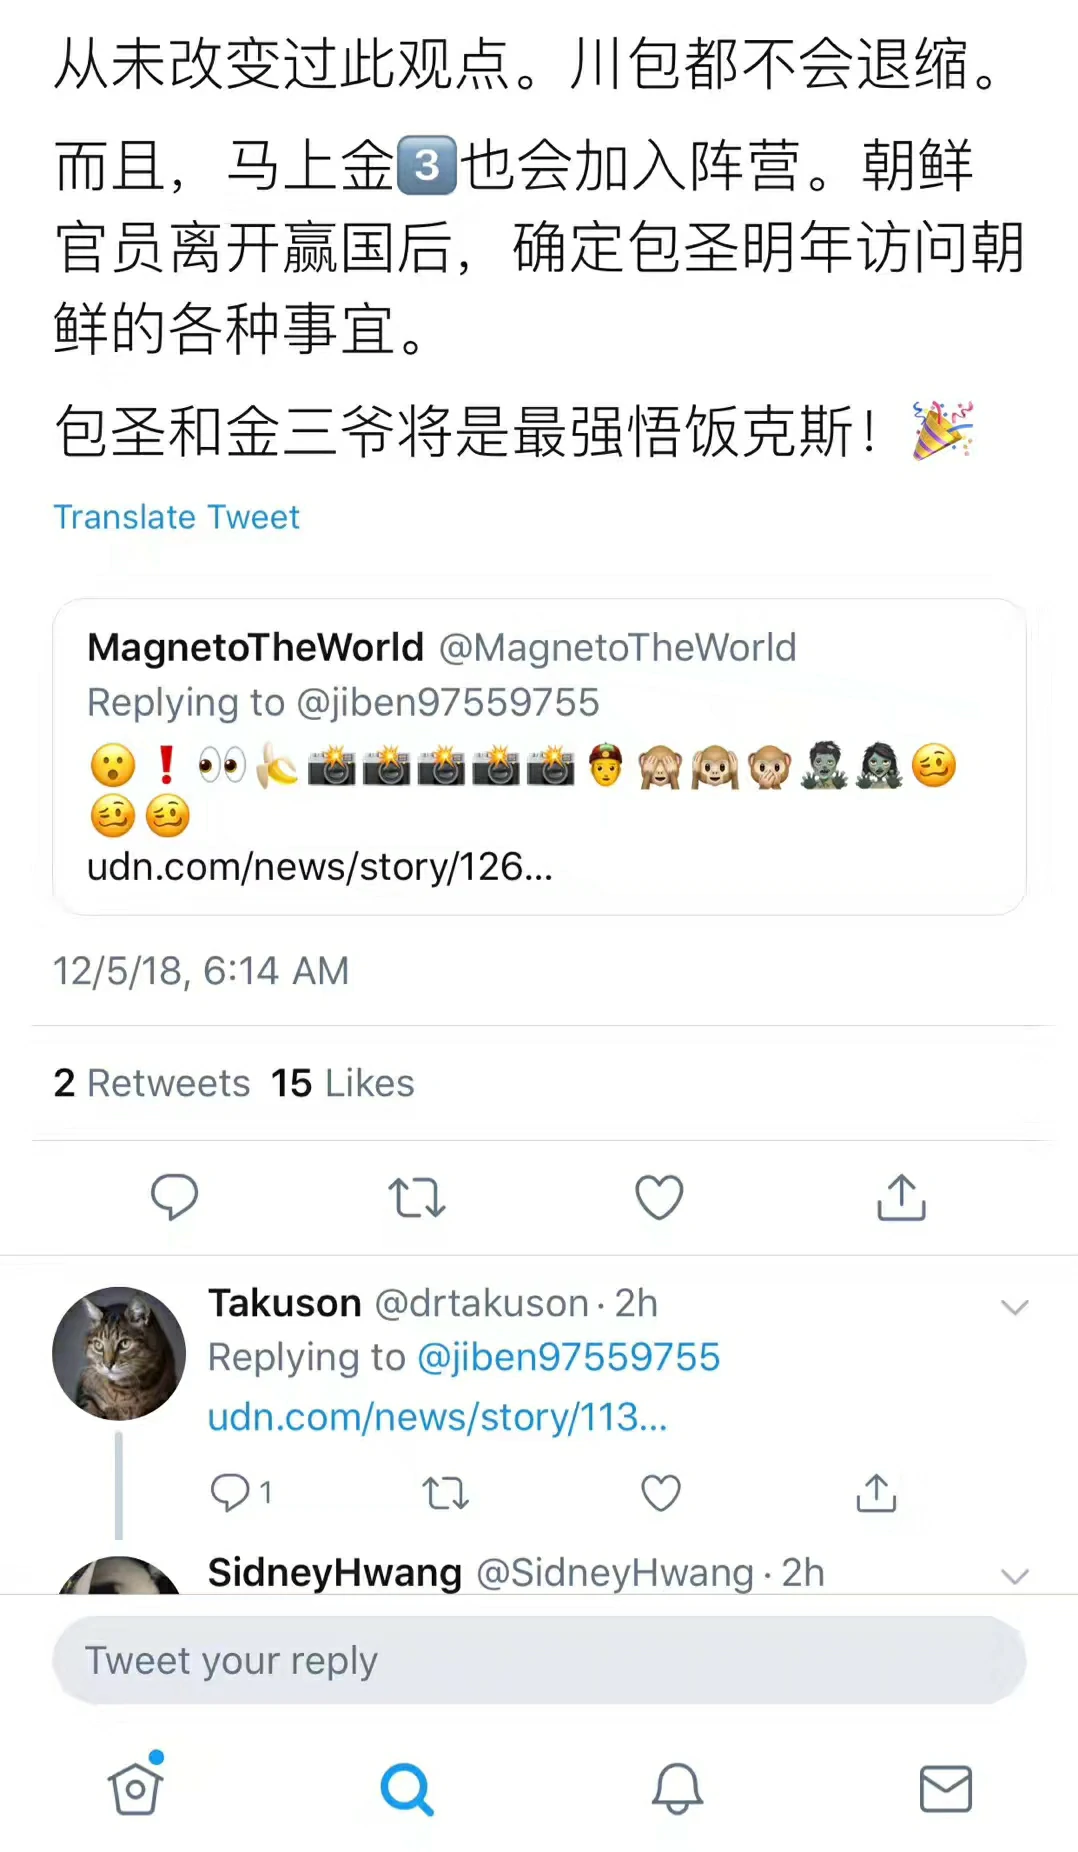 从未改变过此观点。川包都不会退缩。
而且，马上金3️⃣也会加入阵营。朝鲜
官员离开赢国后，确定包圣明年访问朝
鲜的各种事宜。
包圣和金三爷将是最强悟饭克斯！🎉
Translate Tweet
MagnetoTheWorld @MagnetoTheWorld
Replying to @jiben97559755
😮❗👀🍌📸📸📸📸📸👲🙈🙉🙊🧟‍♂️🧟‍♀️🥴
🥴🥴
udn.com/news/story/126...
12/5/18, 6:14 AM
2 Retweets 15 Likes
Takuson @drtakuson · 2h
Replying to @jiben97559755
udn.com/news/story/113...
1
SidneyHwang @SidneyHwang · 2h
Tweet your reply